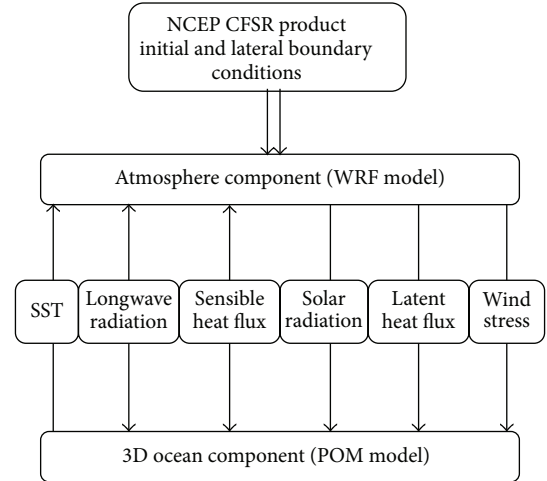 NCEP CFSR product
initial and lateral boundary
conditions
Atmosphere component (WRF model)
SST
Longwave
radiation
Sensible
heat flux
Solar
radiation
Latent
heat flux
Wind
stress
3D ocean component (POM model)